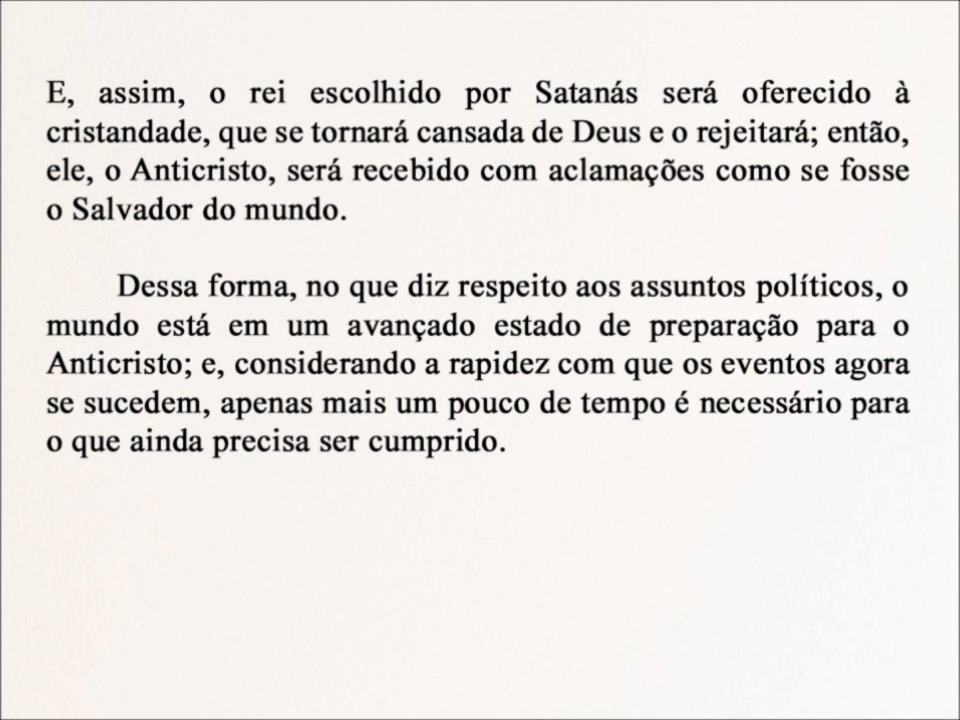 E, assim, o rei escolhido por Satanás será oferecido à
cristandade, que se tornará cansada de Deus e o rejeitará; então,
ele, o Anticristo, será recebido com aclamações como se fosse
o Salvador do mundo.
Dessa forma, no que diz respeito aos assuntos políticos, o
mundo está em um avançado estado de preparação para o
Anticristo; e, considerando a rapidez com que os eventos agora
se sucedem, apenas mais um pouco de tempo é necessário para
o que ainda precisa ser cumprido.